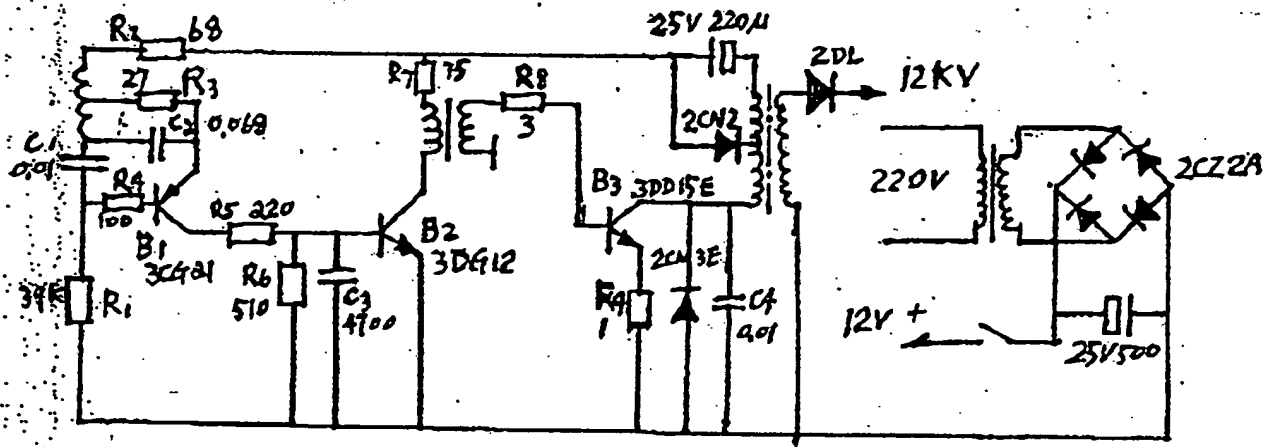 R2 68
27 R3
C2 0.068
C1
0.01
R4
100
B1
3CG21
39K R1
R5 220
R6
510
C3
4700
R7 75
B2
3DG12
R8
3
B3
3DD15E
R4
1
2CN3E
C4
0.01
25V 220μ
2CN2
2DL
12KV
220V
2CZ2A
12V +
25V500